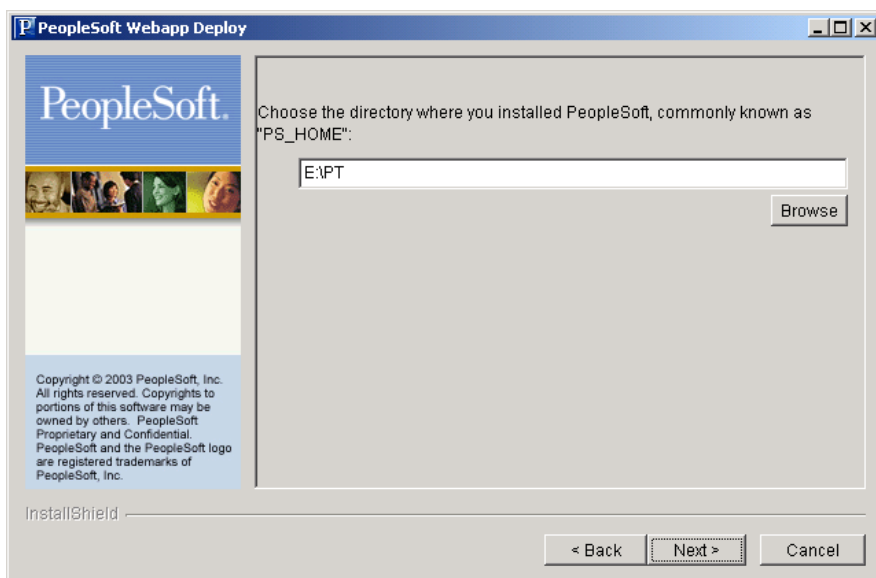 PeopleSoft Webapp Deploy
PeopleSoft.
Choose the directory where you installed PeopleSoft, commonly known as
"PS_HOME":
E:\PT
Browse
Copyright © 2003 PeopleSoft, Inc.
All rights reserved. Copyrights to
portions of this software may be
owned by others. PeopleSoft
Proprietary and Confidential.
PeopleSoft and the PeopleSoft logo
are registered trademarks of
PeopleSoft, Inc.
InstallShield
< Back
Next >
Cancel